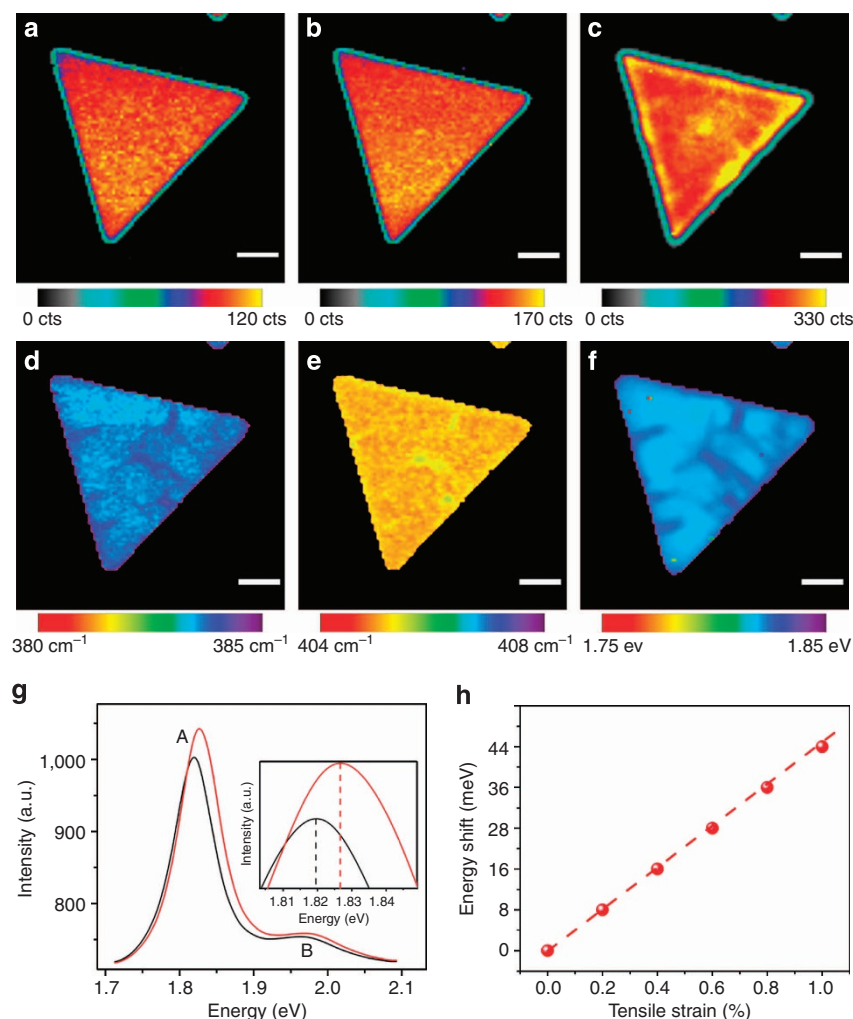 a
b
c
0 cts 120 cts
0 cts 170 cts
0 cts 330 cts
d
e
f
380 cm⁻¹ 385 cm⁻¹
404 cm⁻¹ 408 cm⁻¹
1.75 ev 1.85 eV
g
A
B
1,000
900
800
Intensity (a.u.)
1.7 1.8 1.9 2.0 2.1
Energy (eV)
Intensity (a.u.)
1.81 1.82 1.83 1.84
Energy (eV)
h
44
36
28
16
8
0
Energy shift (meV)
0.0 0.2 0.4 0.6 0.8 1.0
Tensile strain (%)